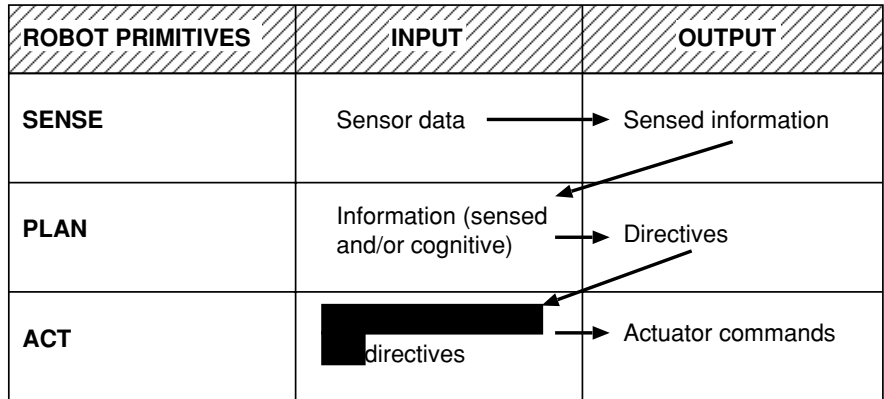 ROBOT PRIMITIVES INPUT OUTPUT
SENSE Sensor data Sensed information
PLAN Information (sensed
and/or cognitive) Directives
ACT Actuator commands
directives